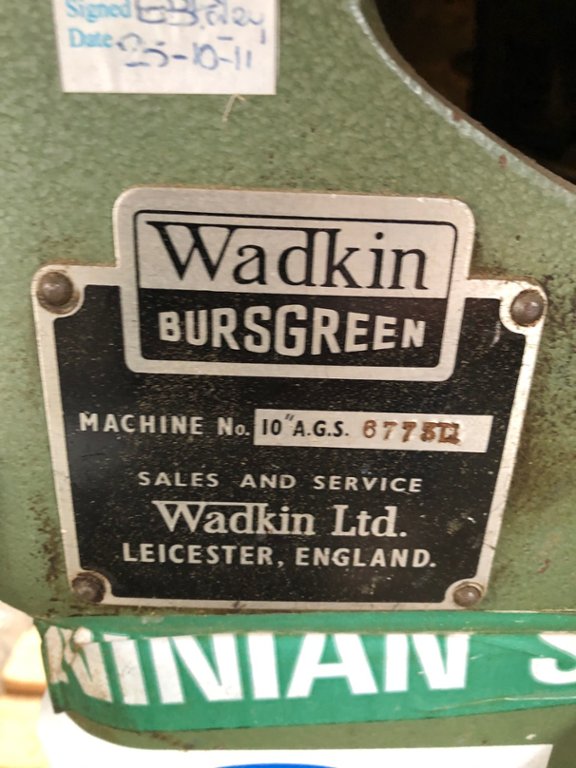 Signed
Date 25-10-11
Wadkin
BURSGREEN
MACHINE No. 10" A.G.S.
SALES AND SERVICE
Wadkin Ltd.
LEICESTER, ENGLAND.
NINIAN S